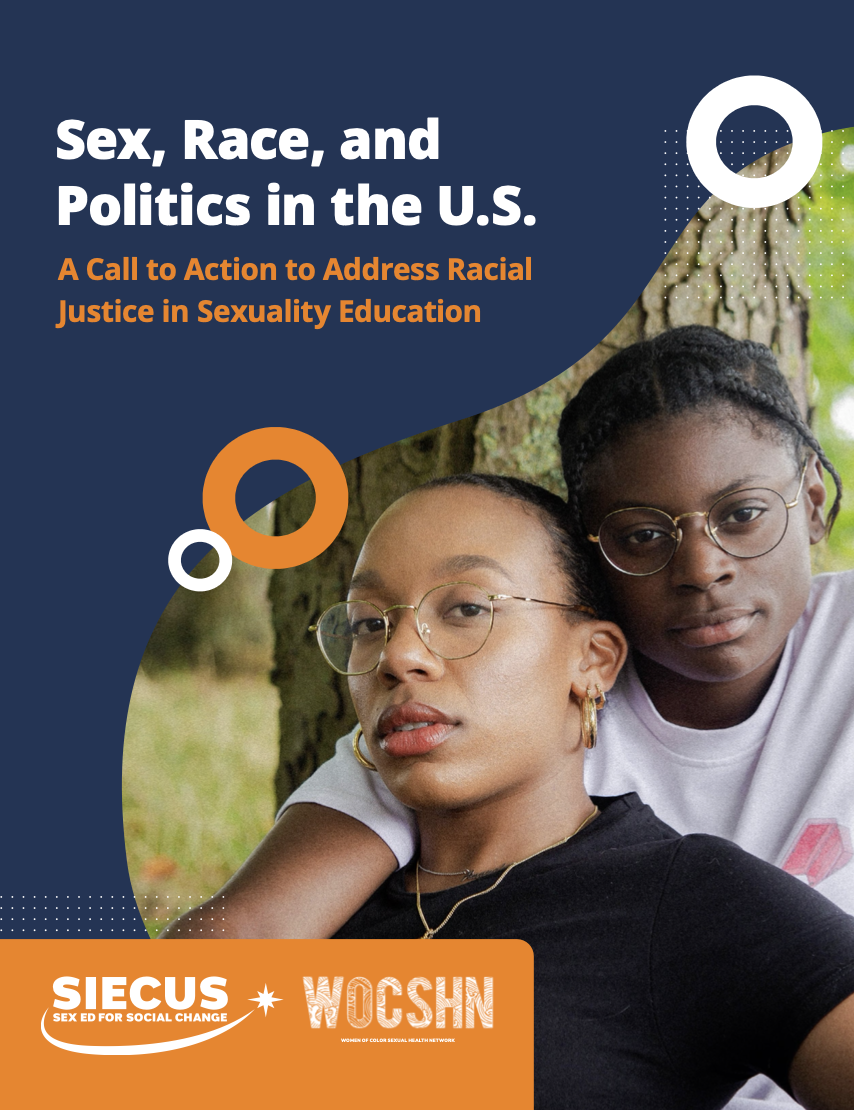 Sex, Race, and
Politics in the U.S.
A Call to Action to Address Racial
Justice in Sexuality Education
SIECUS
SEX ED FOR SOCIAL CHANGE
WOCSHN
WOMEN OF COLOR SEXUAL HEALTH NETWORK